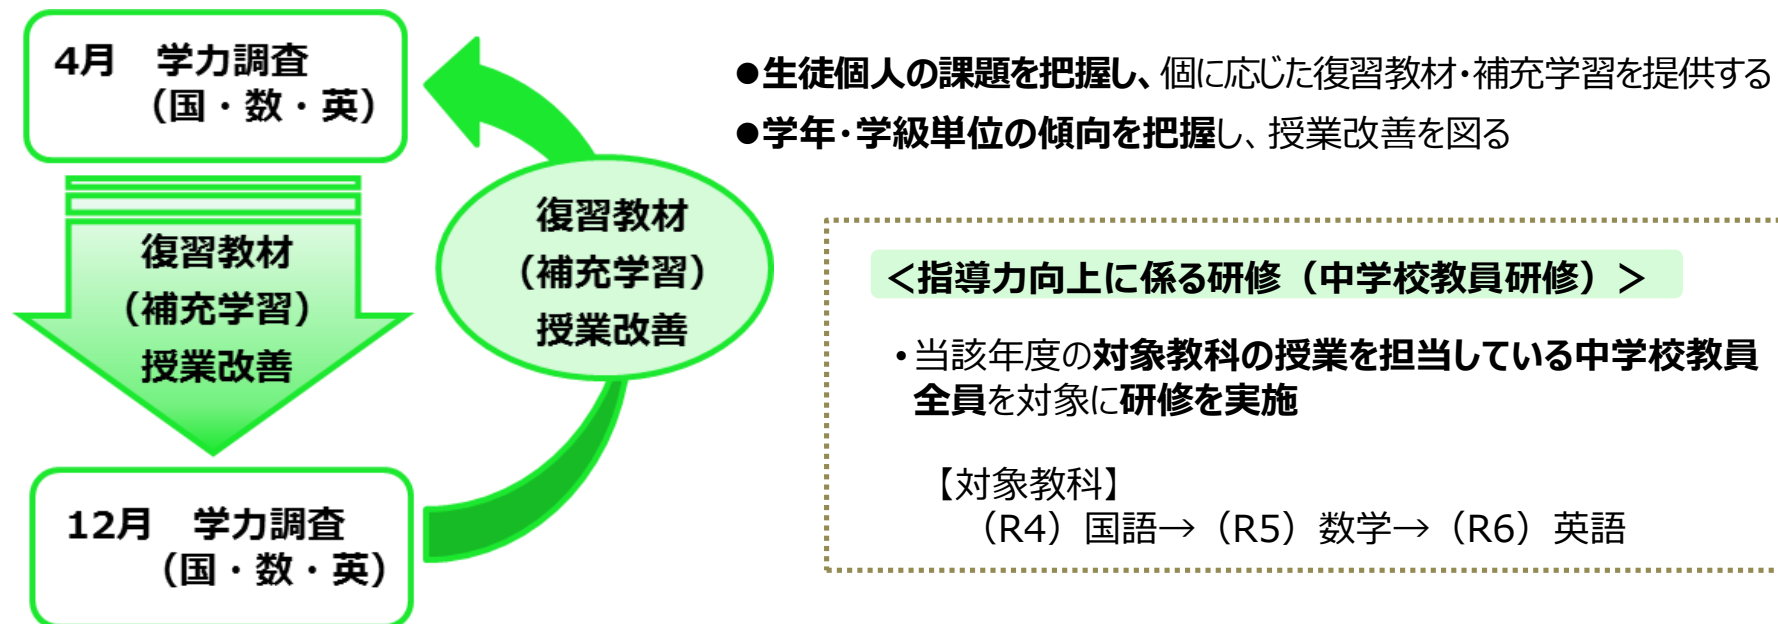 4月　学力調査
（国・数・英）
復習教材
（補充学習）
授業改善
12月　学力調査
（国・数・英）
復習教材
（補充学習）
授業改善
●生徒個人の課題を把握し、個に応じた復習教材・補充学習を提供する
●学年・学級単位の傾向を把握し、授業改善を図る
＜指導力向上に係る研修（中学校教員研修）＞
・当該年度の対象教科の授業を担当している中学校教員
全員を対象に研修を実施
【対象教科】
（R4）国語→（R5）数学→（R6）英語